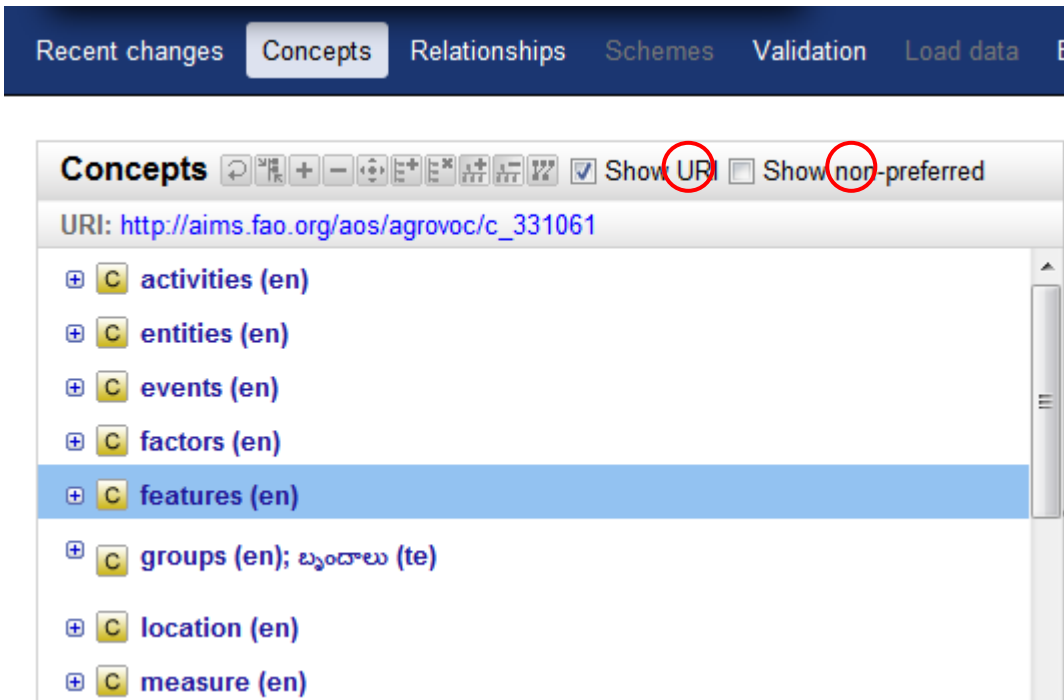 Recent changes Concepts Relationships Schemes Validation Load data
Concepts Show URI Show non-preferred
URI: http://aims.fao.org/aos/agrovoc/c_331061
C activities (en)
C entities (en)
C events (en)
C factors (en)
C features (en)
C groups (en); బృందాలు (te)
C location (en)
C measure (en)